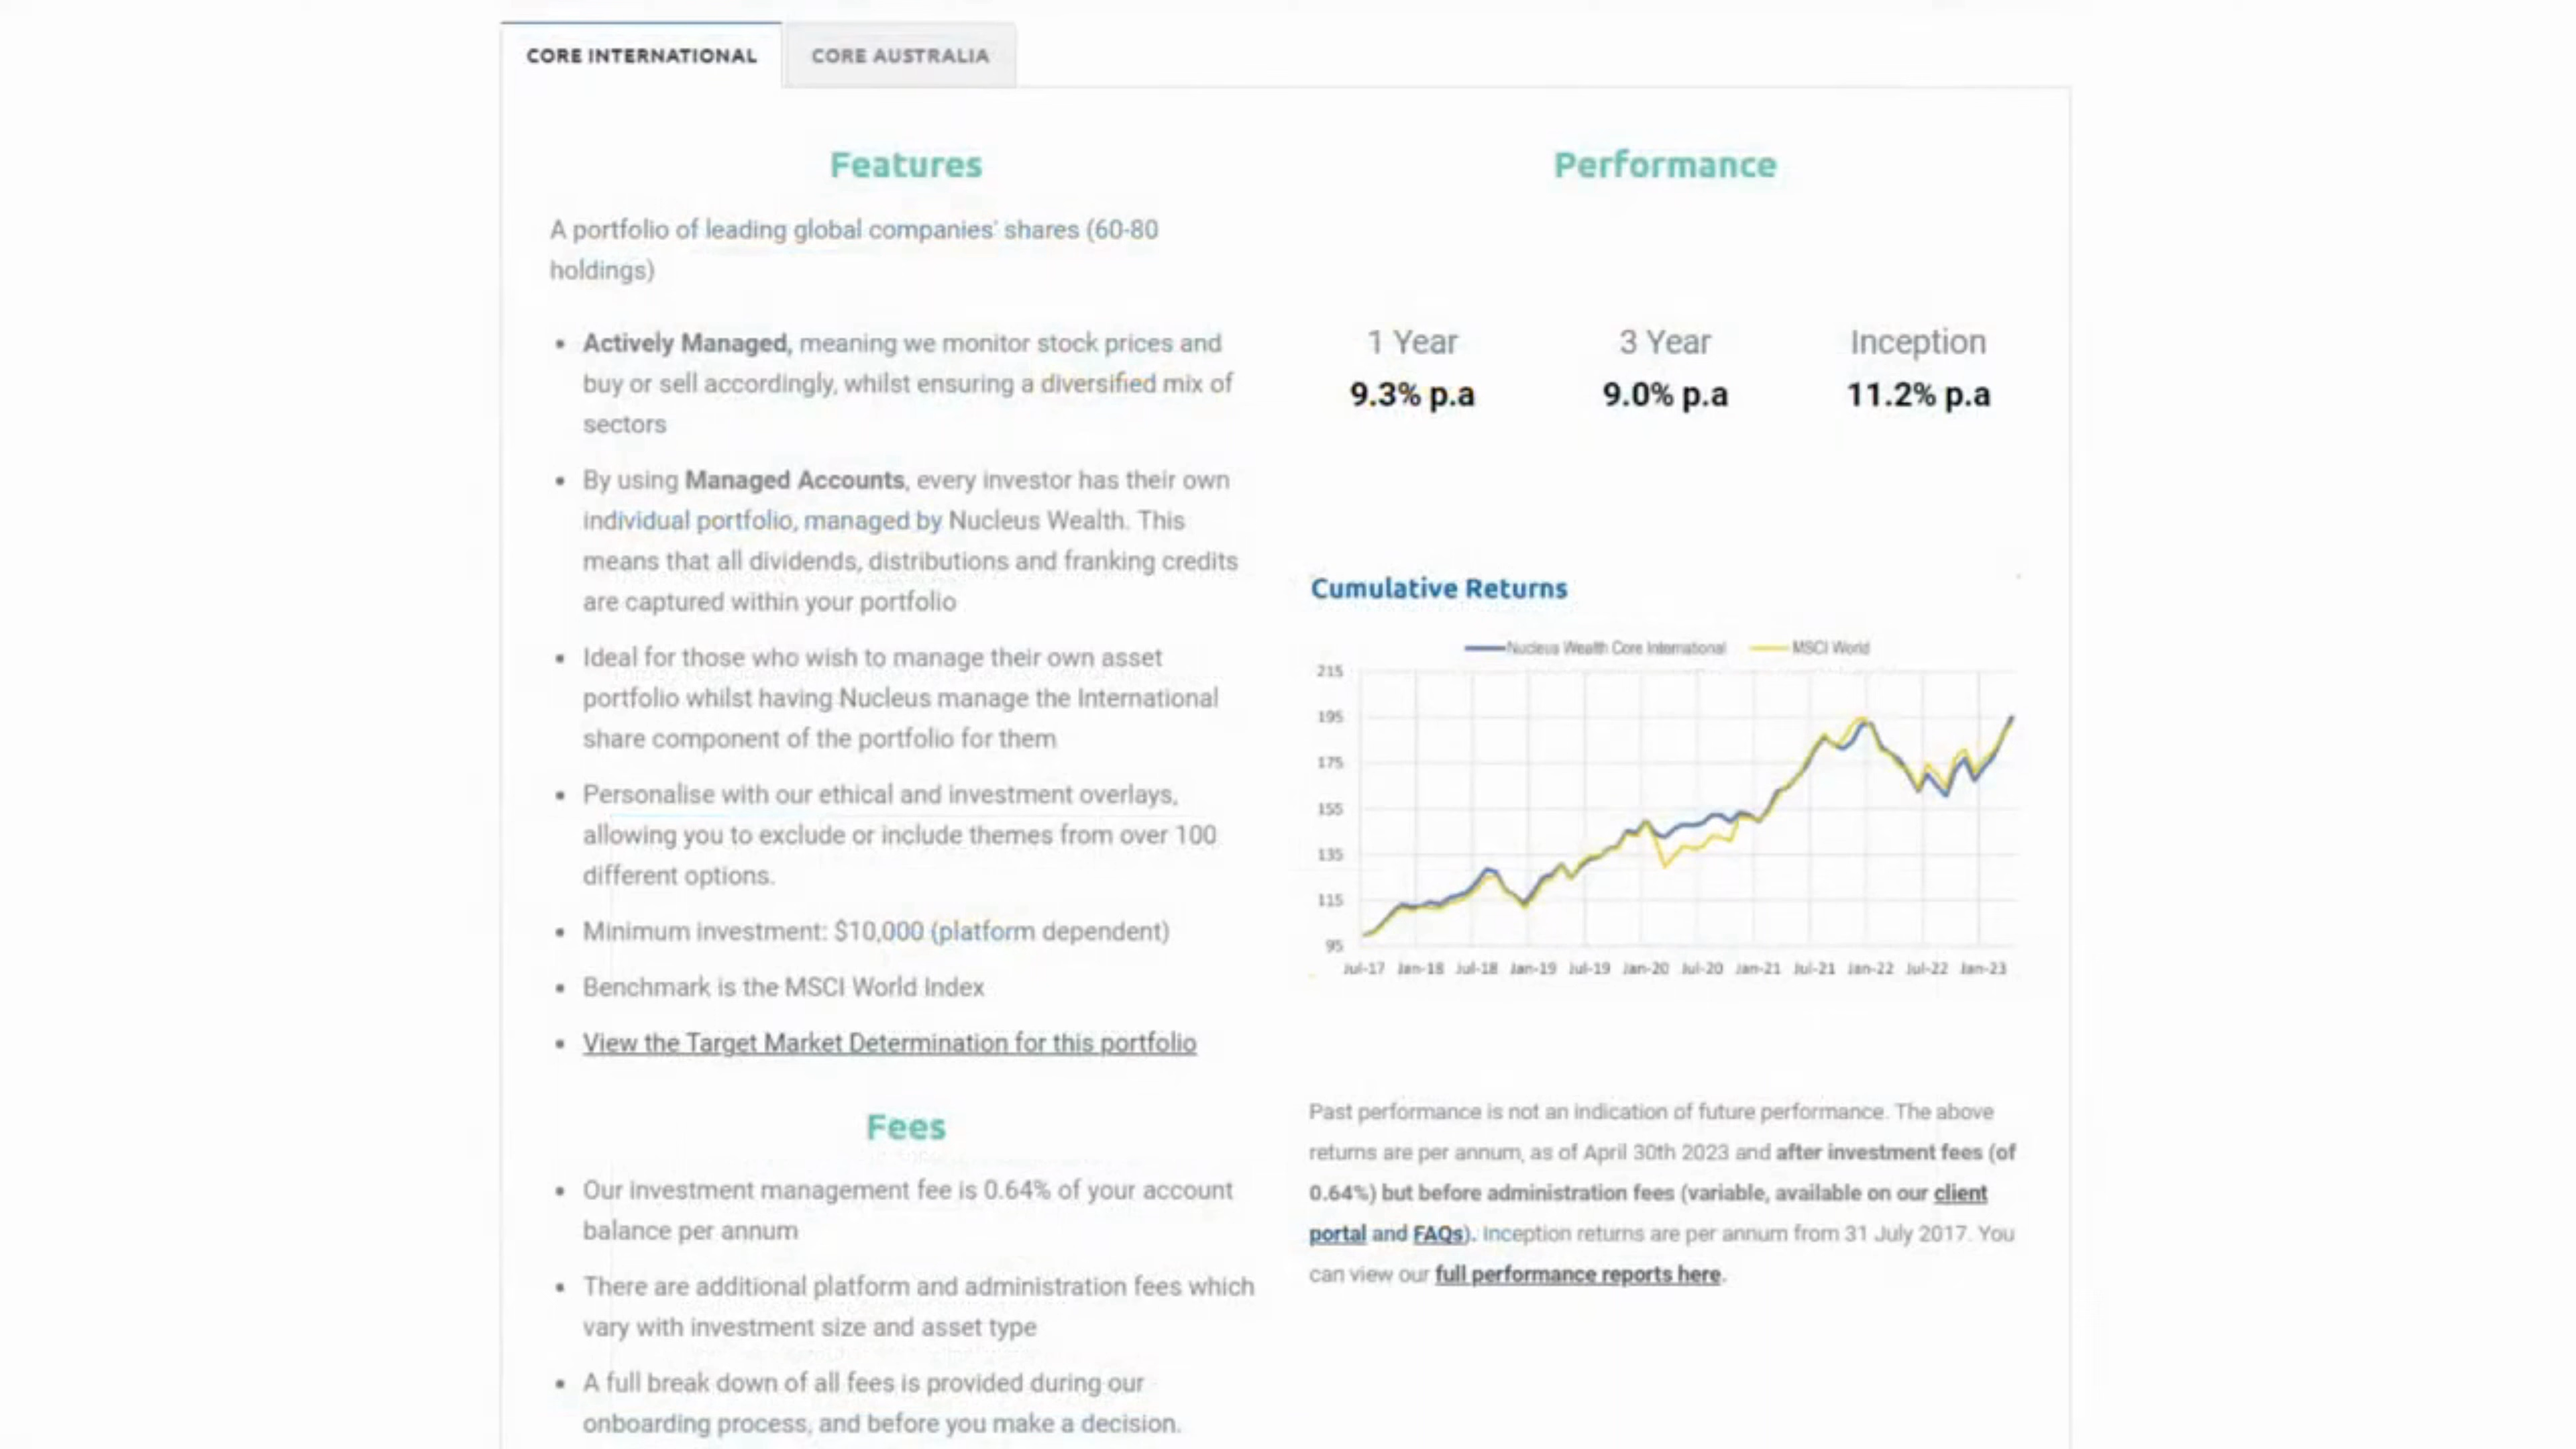 CORE INTERNATIONAL
CORE AUSTRALIA
Features
A portfolio of leading global companies' shares (60-80
holdings)
• Actively Managed, meaning we monitor stock prices and
buy or sell accordingly, whilst ensuring a diversified mix of
sectors
• By using Managed Accounts, every investor has their own
individual portfolio, managed by Nucleus Wealth. This
means that all dividends, distributions and franking credits
are captured within your portfolio
• Ideal for those who wish to manage their own asset
portfolio whilst having Nucleus manage the International
share component of the portfolio for them
• Personalise with our ethical and investment overlays,
allowing you to exclude or include themes from over 100
different options.
• Minimum investment: $10,000 (platform dependent)
• Benchmark is the MSCI World Index
• View the Target Market Determination for this portfolio
Fees
• Our investment management fee is 0.64% of your account
balance per annum
• There are additional platform and administration fees which
vary with investment size and asset type
• A full break down of all fees is provided during our
onboarding process, and before you make a decision.
Performance
1 Year 3 Year Inception
9.3% p.a 9.0% p.a 11.2% p.a
Cumulative Returns
Nucleus Wealth Core International MSCI World
215
195
175
155
135
115
95
Jul-17 Jan-18 Jul-18 Jan-19 Jul-19 Jan-20 Jul-20 Jan-21 Jul-21 Jan-22 Jul-22 Jan-23
Past performance is not an indication of future performance. The above
returns are per annum, as of April 30th 2023 and after investment fees (of
0.64%) but before administration fees (variable, available on our client
portal and FAQs). Inception returns are per annum from 31 July 2017. You
can view our full performance reports here.